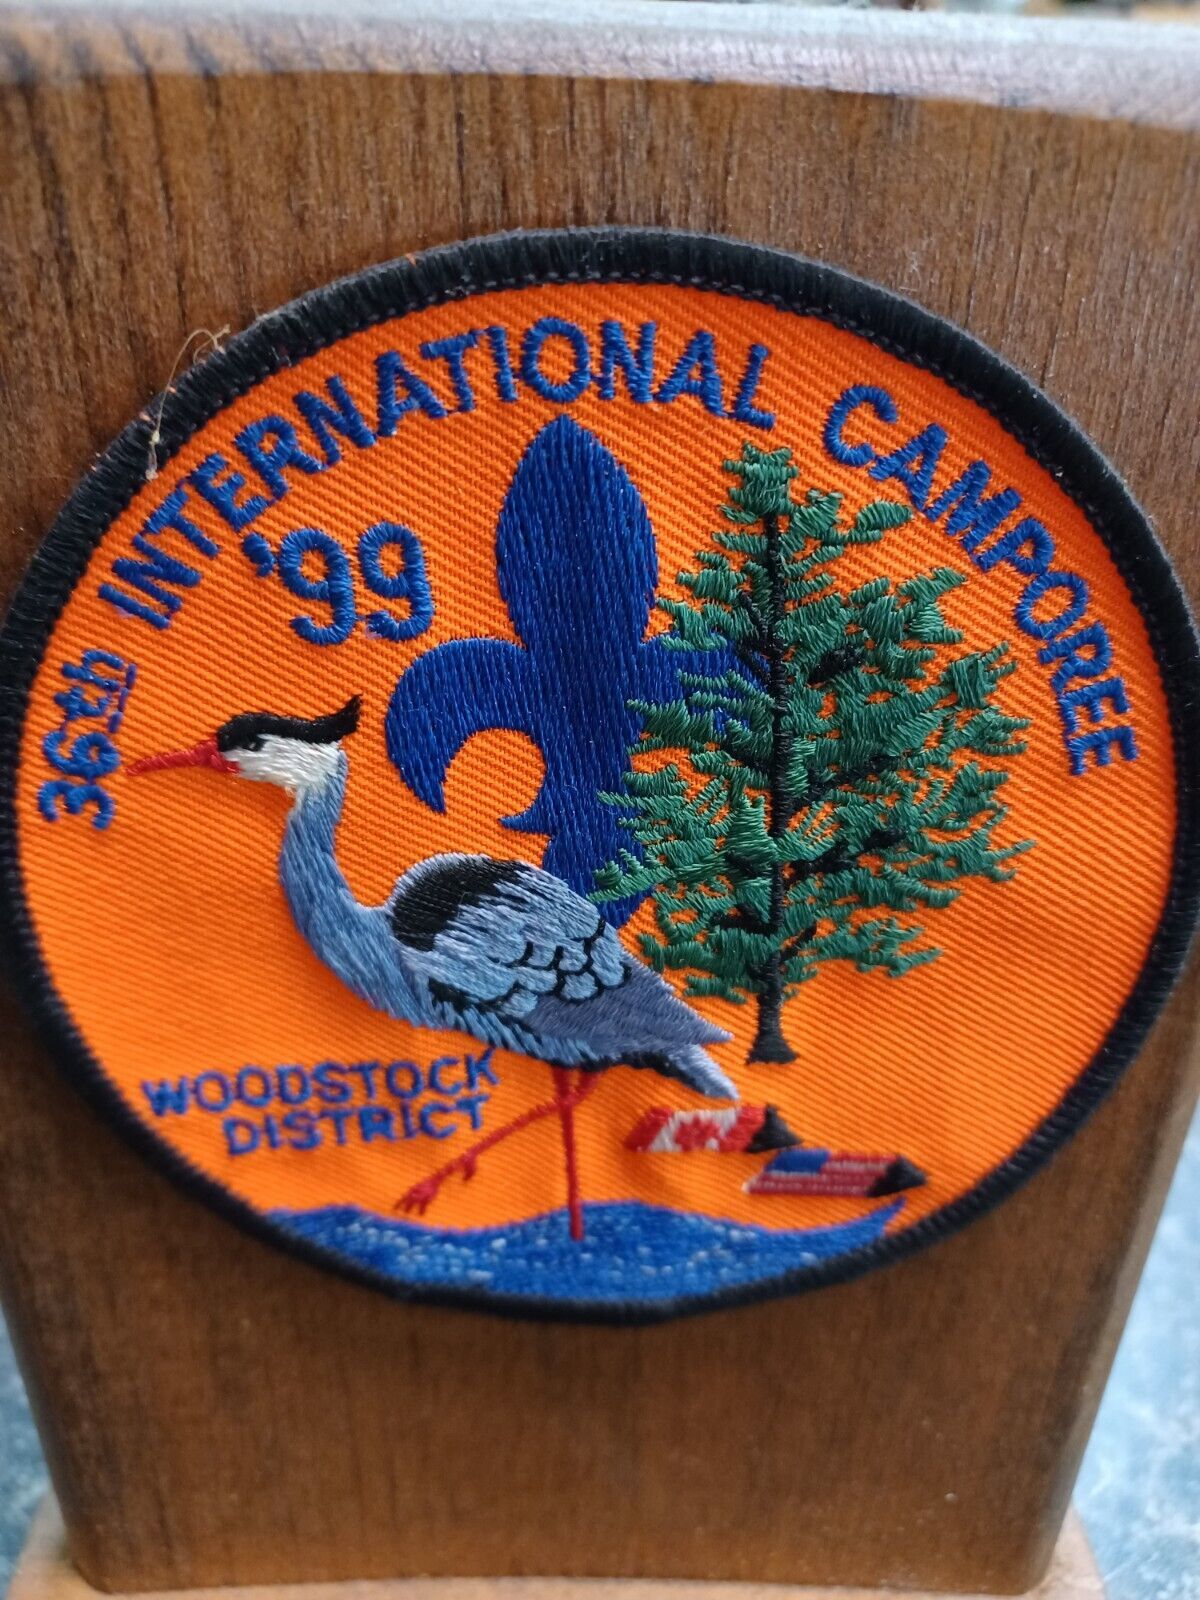 36th INTERNATIONAL CAMPOREE
'99
WOODSTOCK
DISTRICT